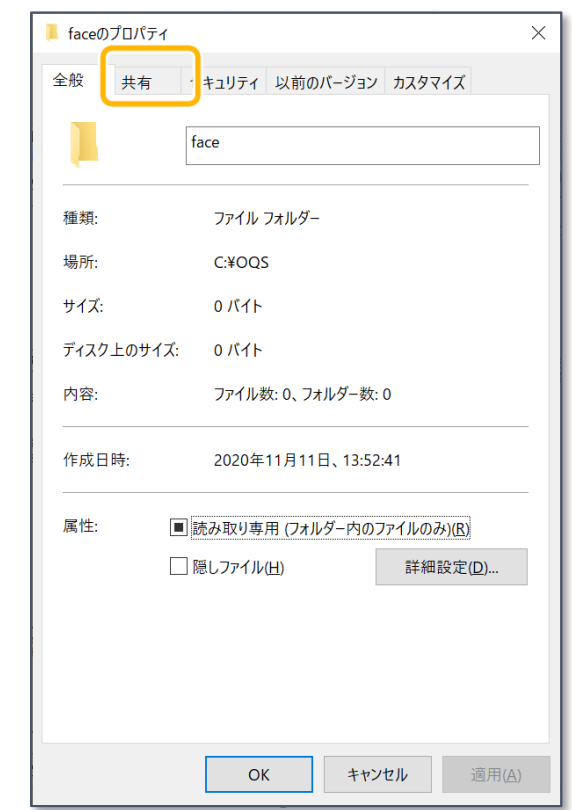 faceのプロパティ
全般 共有 セキュリティ 以前のバージョン カスタマイズ
face
種類: ファイル フォルダー
場所: C:¥OQS
サイズ: 0 バイト
ディスク上のサイズ: 0 バイト
内容: ファイル数: 0、フォルダー数: 0
作成日時: 2020年11月11日、13:52:41
属性: 読み取り専用 (フォルダー内のファイルのみ)(R)
隠しファイル(H) 詳細設定(D)...
OK キャンセル 適用(A)